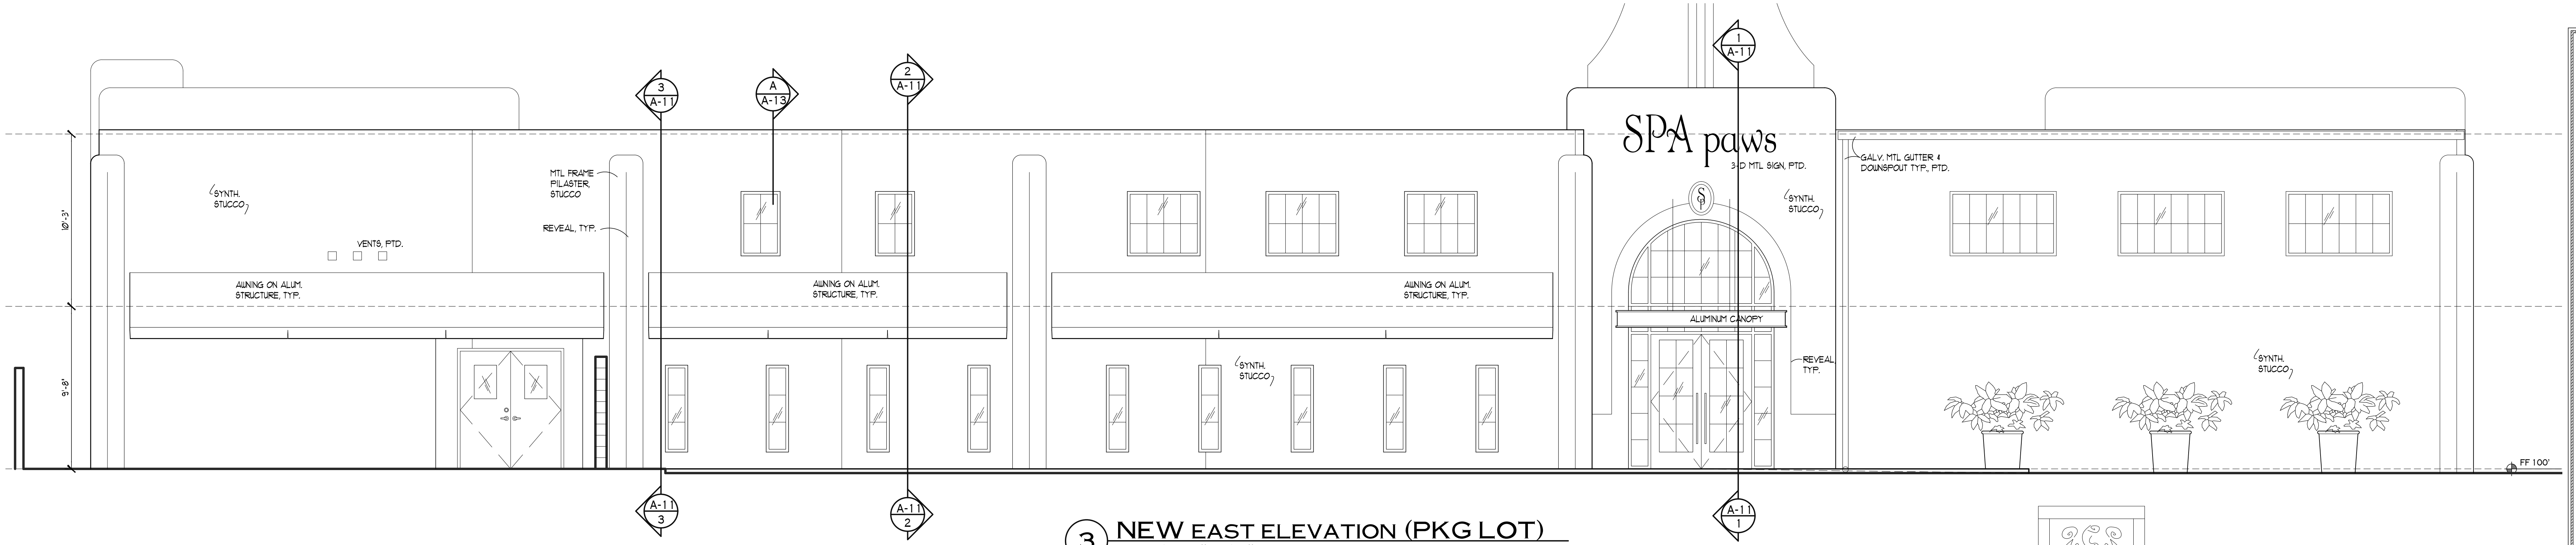 3
A-11
A
A-13
2
A-11
1
A-11
SPA paws
3-D MTL SIGN, PTD.
GALV. MTL GUTTER &
DOWNSPOUT TYP., PTD.
MTL FRAME
PILASTER,
STUCCO
SYNTH.
STUCCO
SYNTH.
STUCCO
10'-3"
REVEAL, TYP.
VENTS, PTD.
AWNING ON ALUM.
STRUCTURE, TYP.
AWNING ON ALUM.
STRUCTURE, TYP.
AWNING ON ALUM.
STRUCTURE, TYP.
ALUMINUM CANOPY
9'-8"
SYNTH.
STUCCO
REVEAL
TYP.
SYNTH.
STUCCO
FF 100'
A-11
3
A-11
2
A-11
1
3 NEW EAST ELEVATION (PKG LOT)